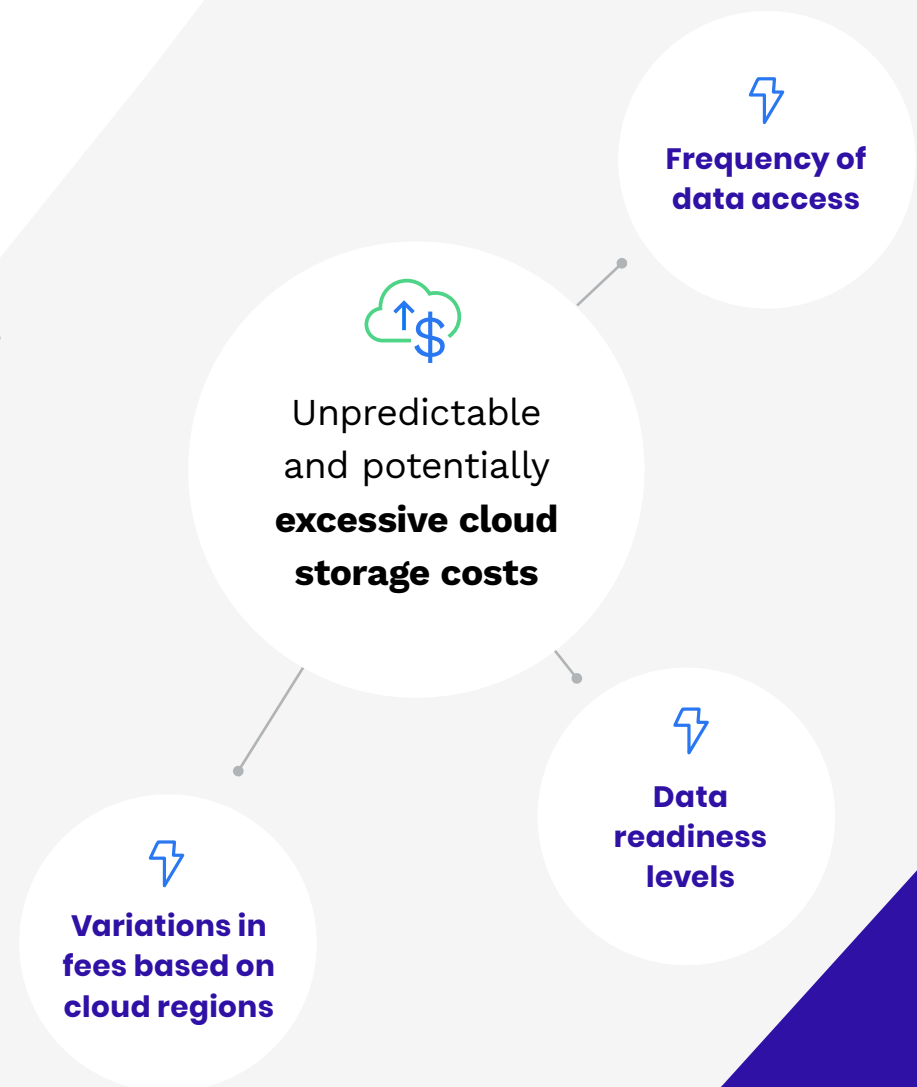 Frequency of
data access
Unpredictable
and potentially
excessive cloud
storage costs
Data
readiness
levels
Variations in
fees based on
cloud regions